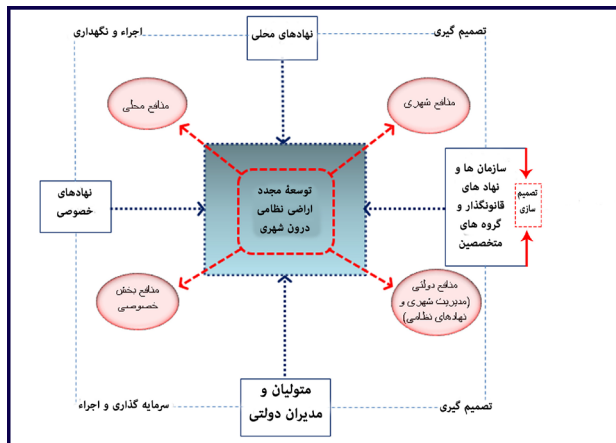 تصمیم گیری
نهادهای محلی
اجراء و نگهداری
منافع شهری
منافع محلی
سازمان ها و
نهاد های
قانونگذار و
گروه های
متخصصین
تصمیم
سازی
توسعۀ مجدد
اراضی نظامی
درون شهری
نهادهای
خصوصی
منافع دولتی
(مدیریت شهری و
نهادهای نظامی)
منافع بخش
خصوصی
تصمیم گیری
متولیان و
مدیران دولتی
سرمایه گذاری و اجراء